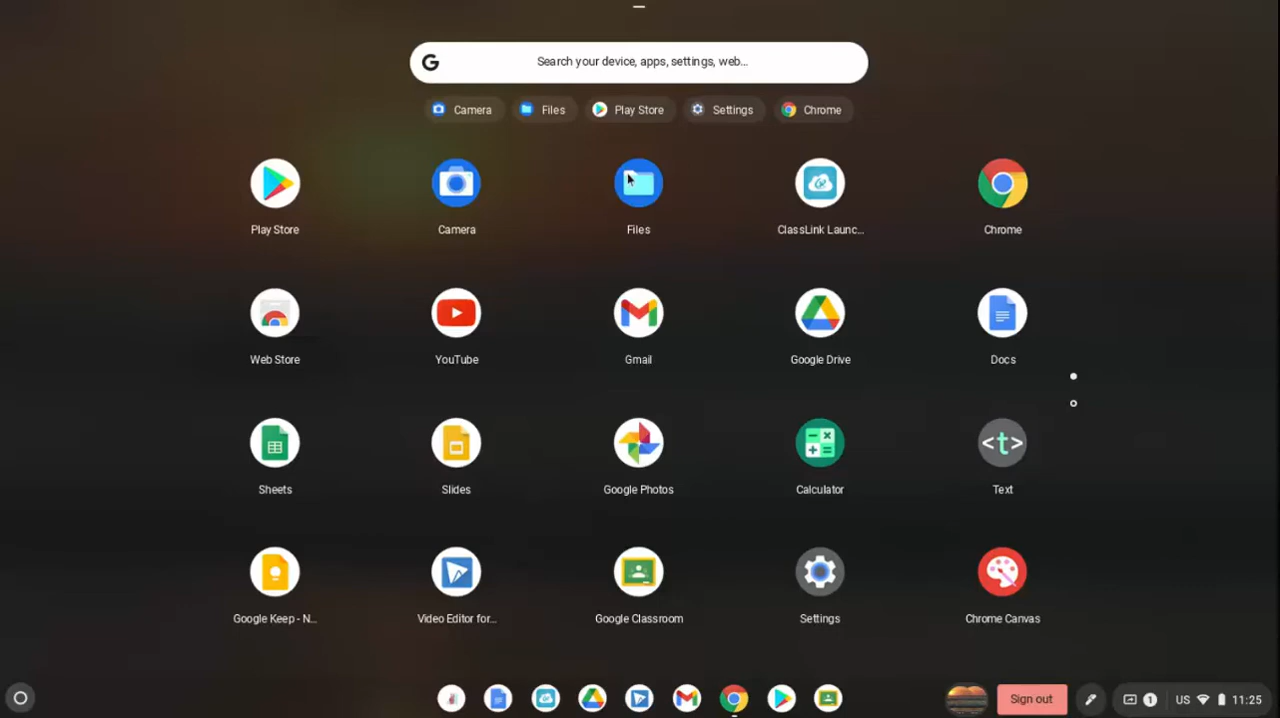 Search your device, apps, settings, web...
Camera Files Play Store Settings Chrome
Play Store Camera Files ClassLink Launc... Chrome
Web Store YouTube Gmail Google Drive Docs
<t>
Sheets Slides Google Photos Calculator Text
Google Keep - N... Video Editor for... Google Classroom Settings Chrome Canvas
Sign out 1 US 11:25